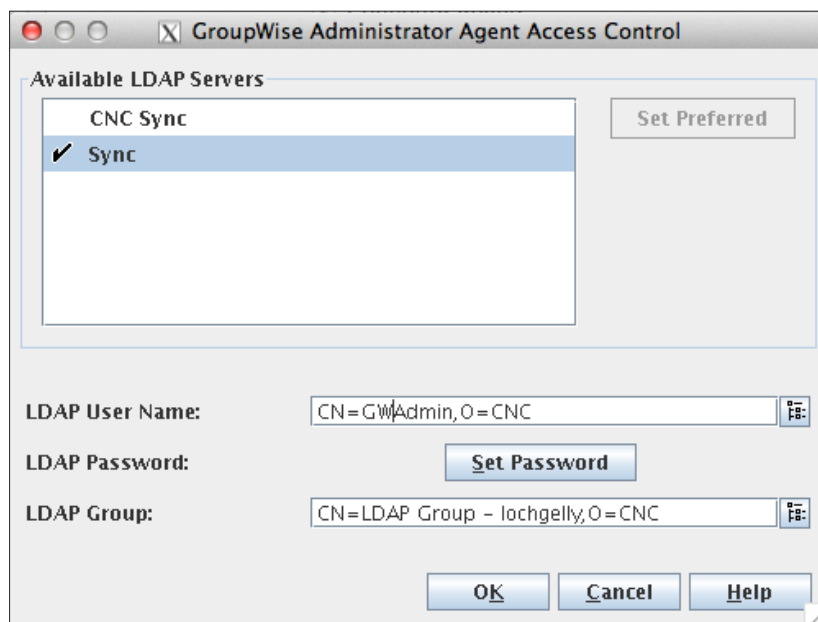 X GroupWise Administrator Agent Access Control
Available LDAP Servers
CNC Sync
Set Preferred
✔ Sync
LDAP User Name: CN=GWAdmin,O=CNC
LDAP Password: Set Password
LDAP Group: CN=LDAP Group - lochgelly,O=CNC
OK Cancel Help